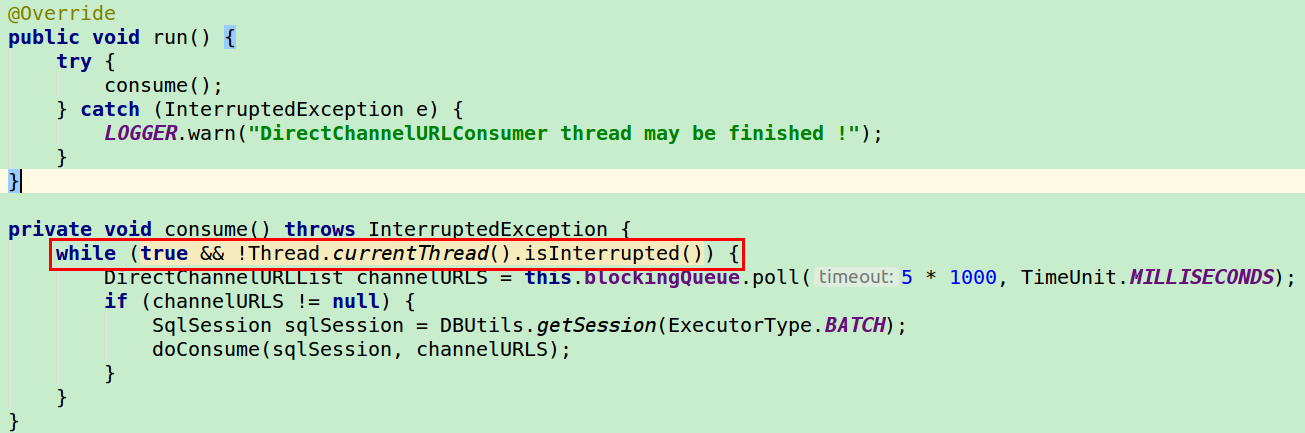 @Override
public void run() {
    try {
        consume();
    } catch (InterruptedException e) {
        LOGGER.warn("DirectChannelURLConsumer thread may be finished !");
    }
}
private void consume() throws InterruptedException {
    while (true && !Thread.currentThread().isInterrupted()) {
        DirectChannelURLList channelURLS = this.blockingQueue.poll( timeout: 5 * 1000, TimeUnit.MILLISECONDS);
        if (channelURLS != null) {
            SqlSession sqlSession = DBUtils.getSession(ExecutorType.BATCH);
            doConsume(sqlSession, channelURLS);
        }
    }
}